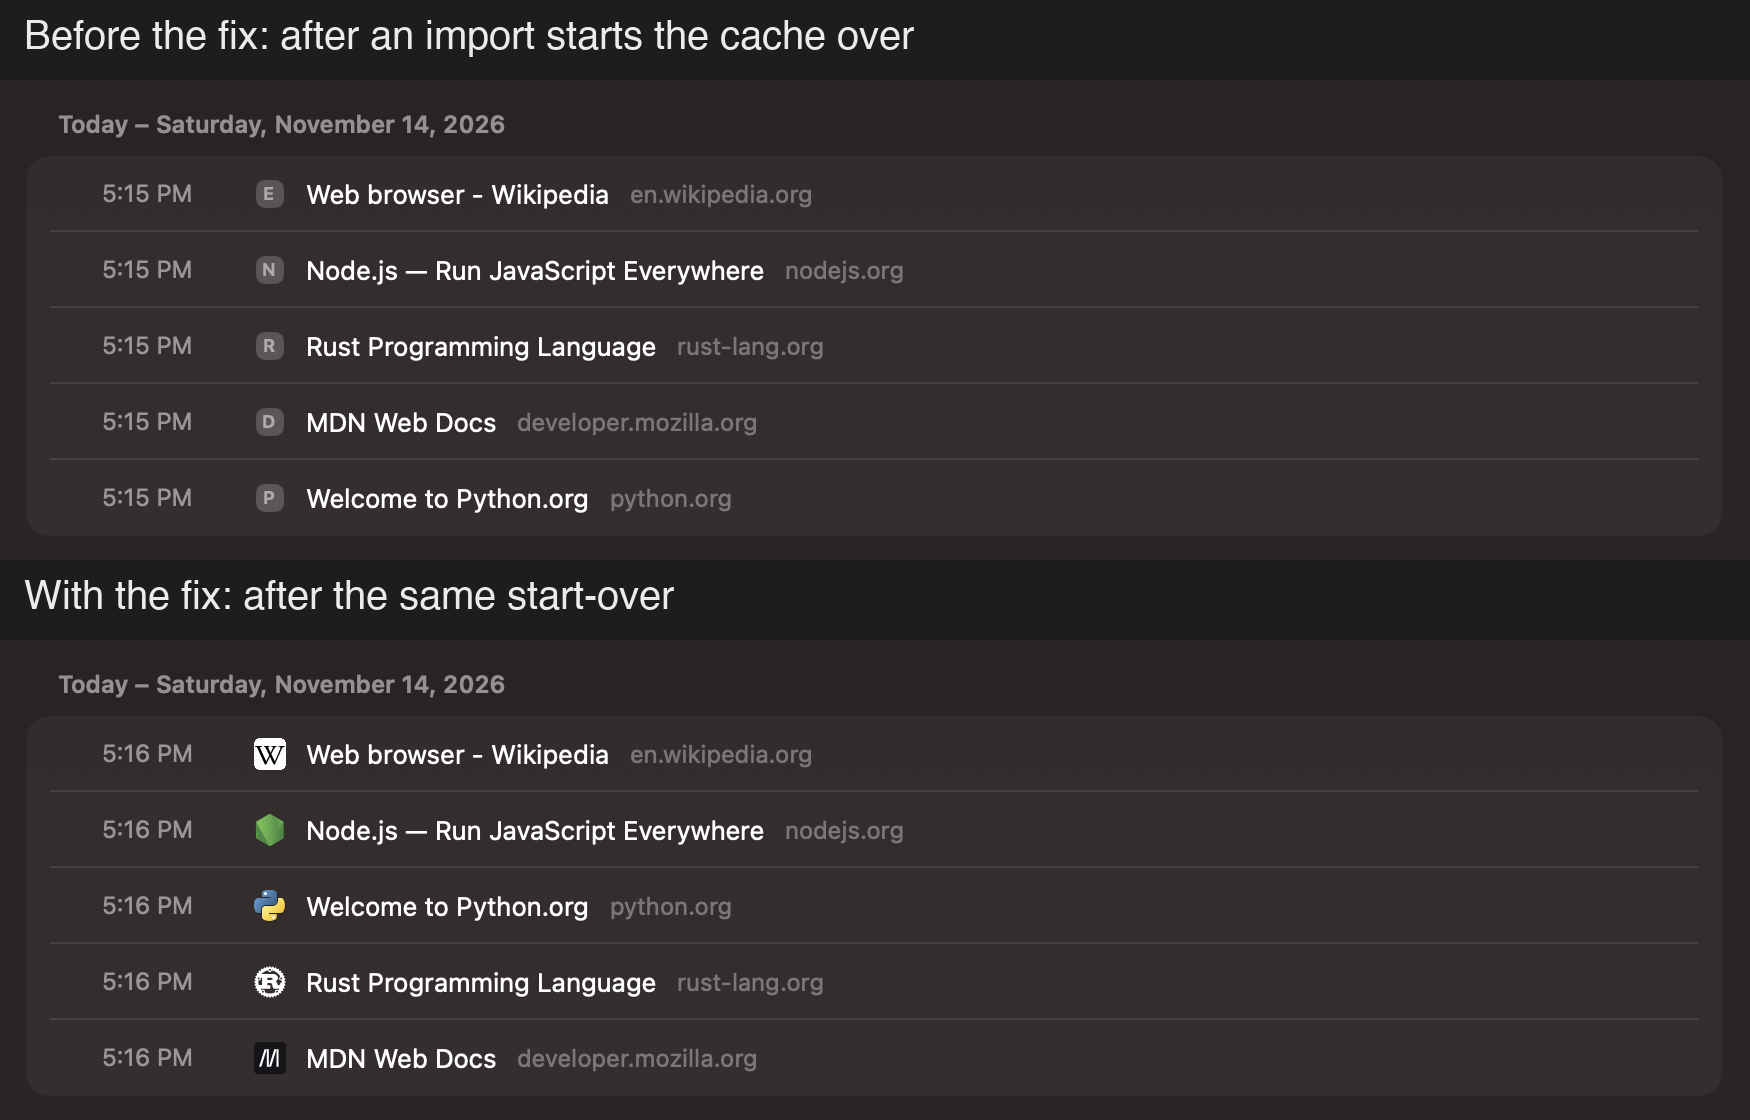 Before the fix: after an import starts the cache over
Today – Saturday, November 14, 2026
5:15 PM E Web browser - Wikipedia en.wikipedia.org
5:15 PM N Node.js — Run JavaScript Everywhere nodejs.org
5:15 PM R Rust Programming Language rust-lang.org
5:15 PM D MDN Web Docs developer.mozilla.org
5:15 PM P Welcome to Python.org python.org
With the fix: after the same start-over
Today – Saturday, November 14, 2026
5:16 PM W Web browser - Wikipedia en.wikipedia.org
5:16 PM Node.js — Run JavaScript Everywhere nodejs.org
5:16 PM Welcome to Python.org python.org
5:16 PM R Rust Programming Language rust-lang.org
5:16 PM M MDN Web Docs developer.mozilla.org